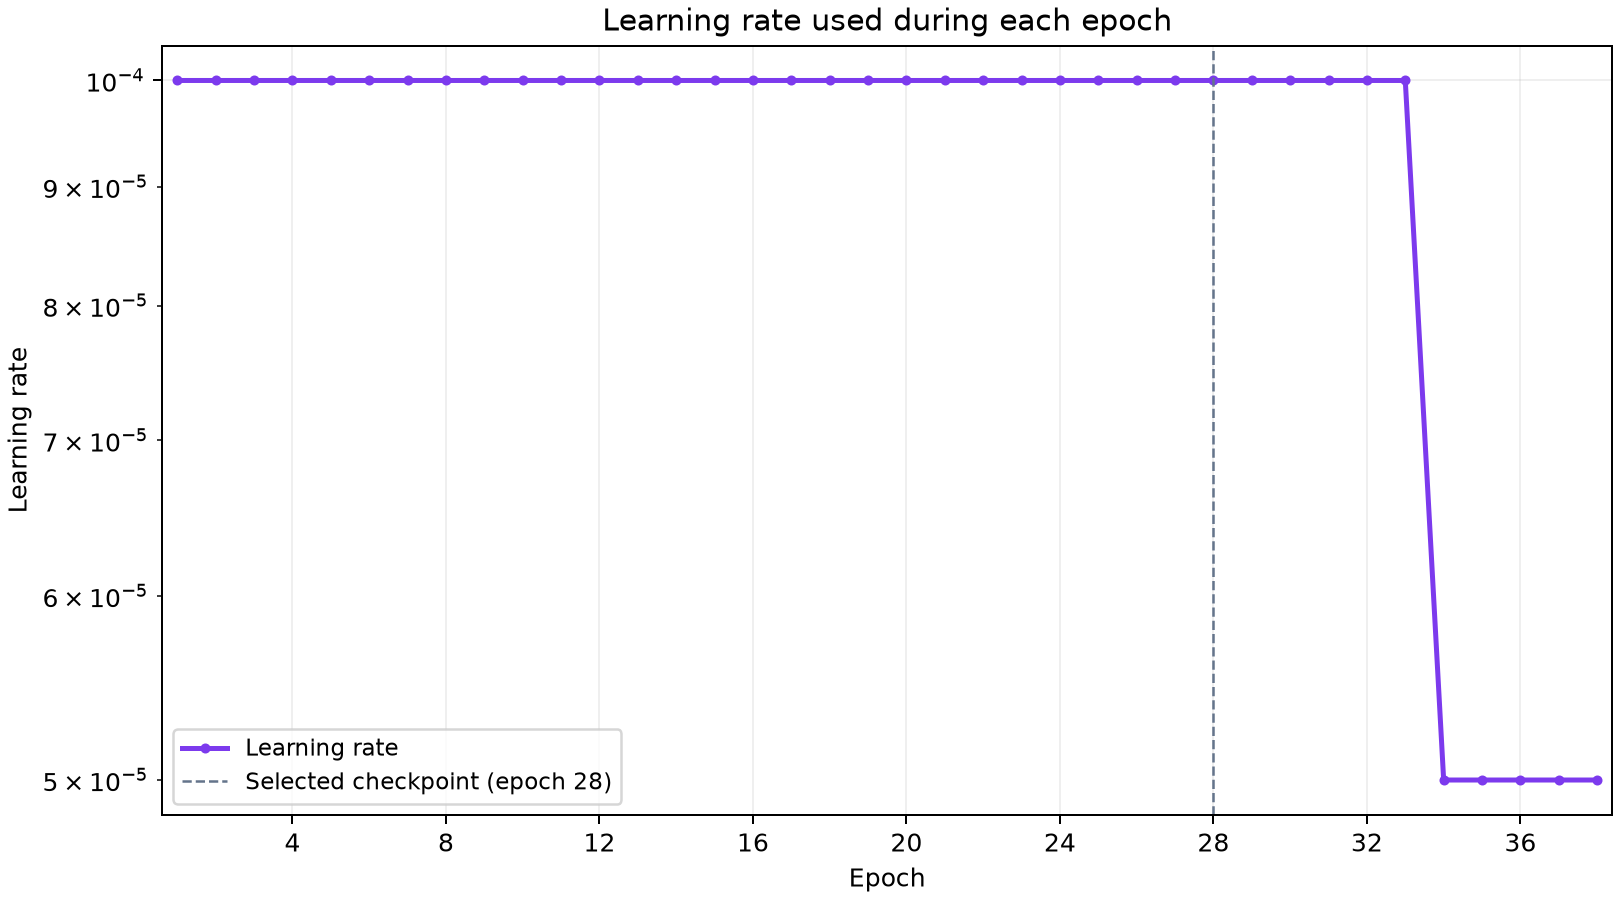 Learning rate used during each epoch
10⁻⁴
9 × 10⁻⁵
8 × 10⁻⁵
7 × 10⁻⁵
6 × 10⁻⁵
5 × 10⁻⁵
Learning rate
Learning rate
Selected checkpoint (epoch 28)
4 8 12 16 20 24 28 32 36
Epoch